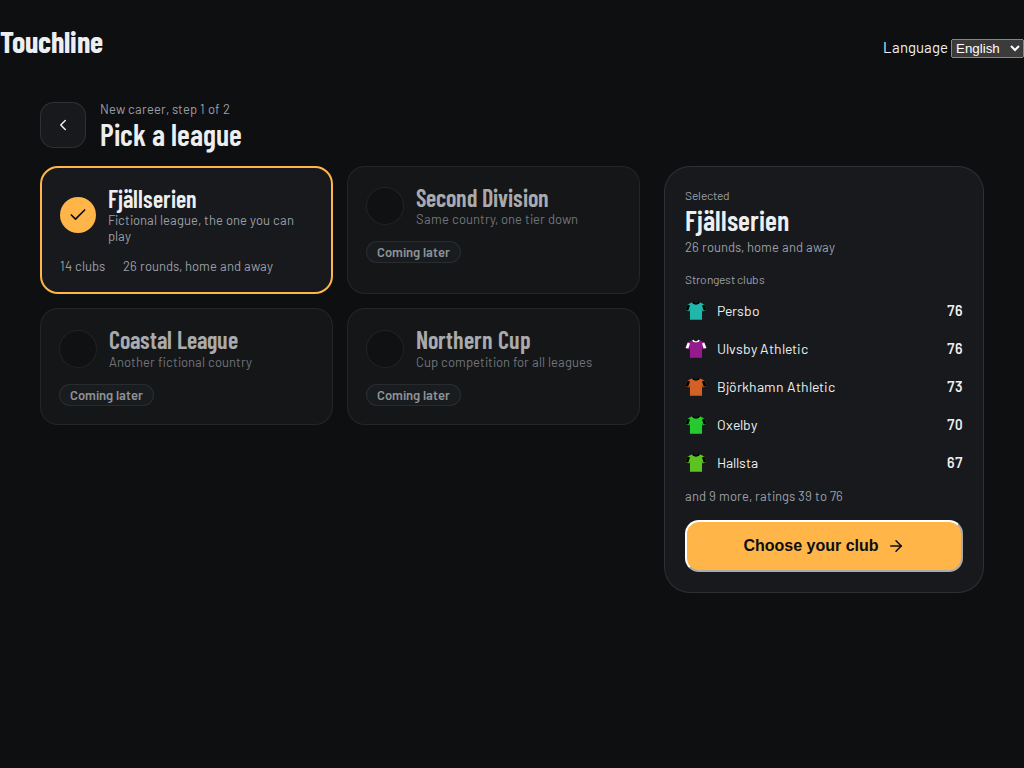 Touchline
Language English
New career, step 1 of 2
Pick a league
Fjällserien
Fictional league, the one you can
play
14 clubs 26 rounds, home and away
Second Division
Same country, one tier down
Coming later
Coastal League
Another fictional country
Coming later
Northern Cup
Cup competition for all leagues
Coming later
Selected
Fjällserien
26 rounds, home and away
Strongest clubs
Persbo 76
Ulvsby Athletic 76
Björkhamn Athletic 73
Oxelby 70
Hallsta 67
and 9 more, ratings 39 to 76
Choose your club